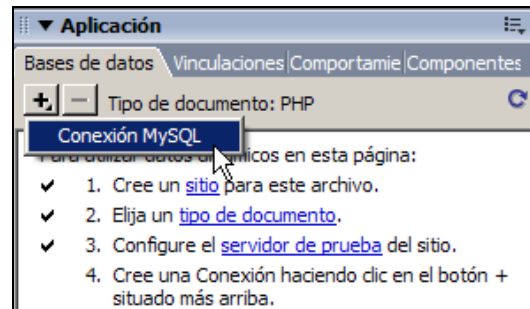 Aplicación
Bases de datos Vinculaciones Comportamie Componentes
Tipo de documento: PHP
Conexión MySQL
datos dinámicos en esta página:
1. Cree un sitio para este archivo.
2. Elija un tipo de documento.
3. Configure el servidor de prueba del sitio.
4. Cree una Conexión haciendo clic en el botón +
situado más arriba.